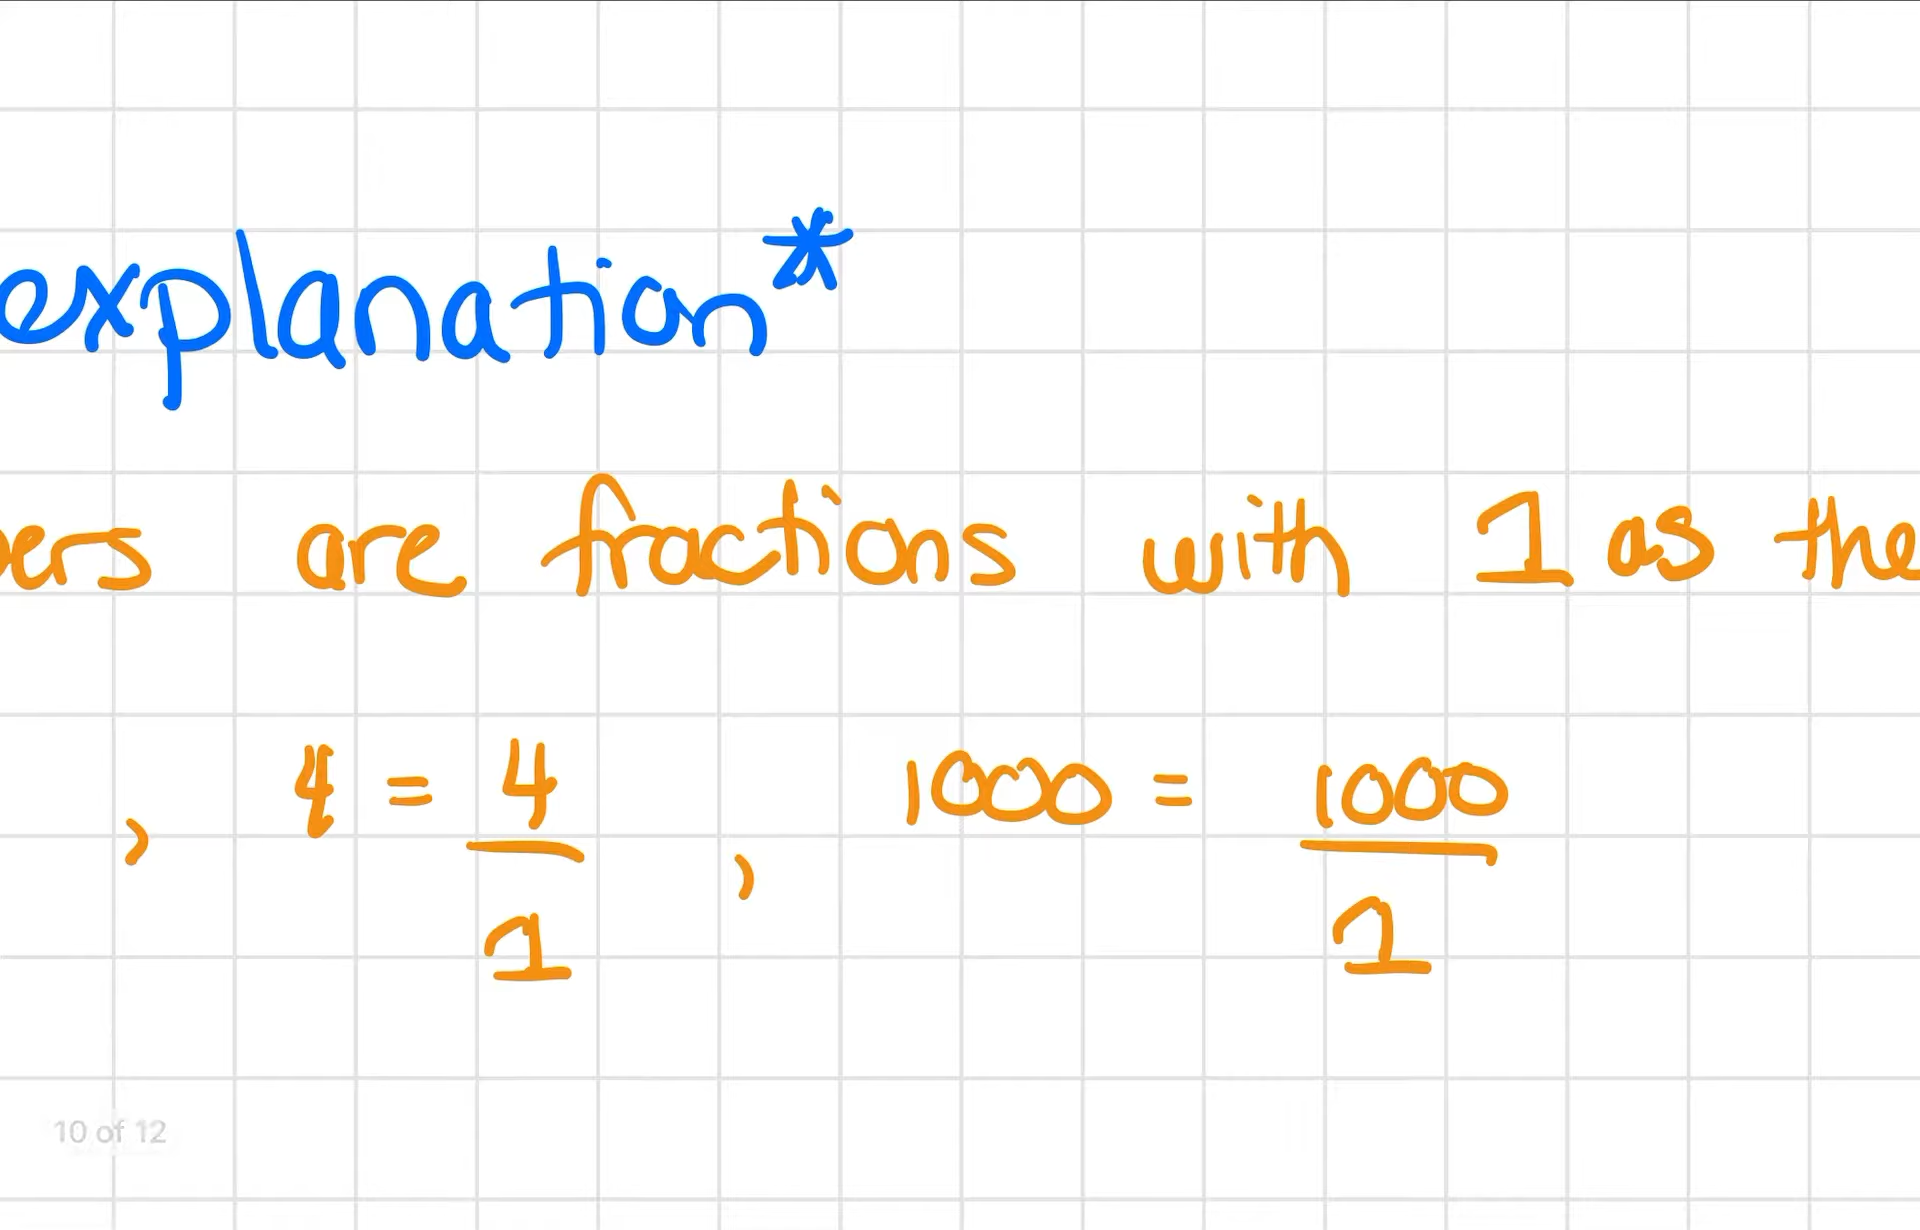 explanation*
ers are fractions with 1 as the
, 4 = 4/1 , 1000 = 1000/1
10 of 12